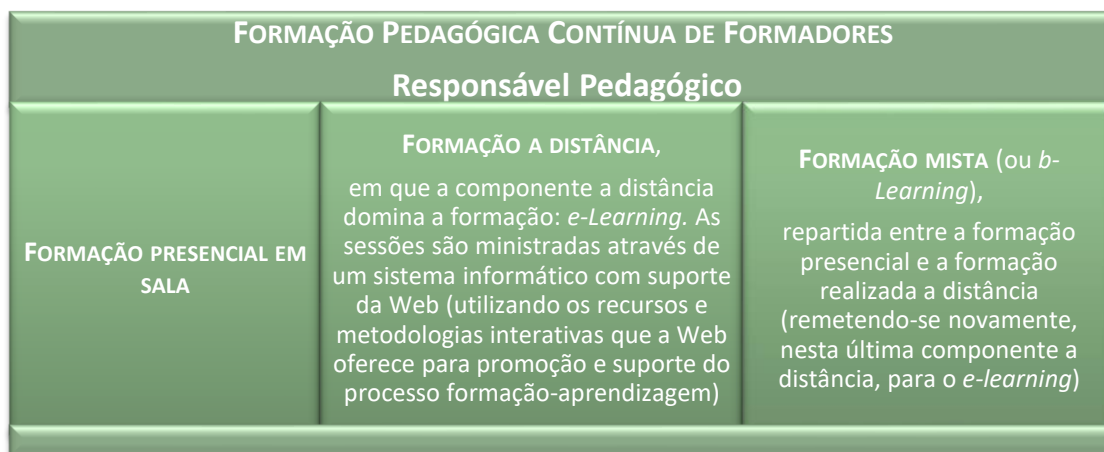 FORMAÇÃO PEDAGÓGICA CONTÍNUA DE FORMADORES
Responsável Pedagógico
FORMAÇÃO PRESENCIAL EM
SALA
FORMAÇÃO A DISTÂNCIA,
em que a componente a distância
domina a formação: e-Learning. As
sessões são ministradas através de
um sistema informático com suporte
da Web (utilizando os recursos e
metodologias interativas que a Web
oferece para promoção e suporte do
processo formação-aprendizagem)
FORMAÇÃO MISTA (ou b-
Learning),
repartida entre a formação
presencial e a formação
realizada a distância
(remetendo-se novamente,
nesta última componente a
distância, para o e-learning)